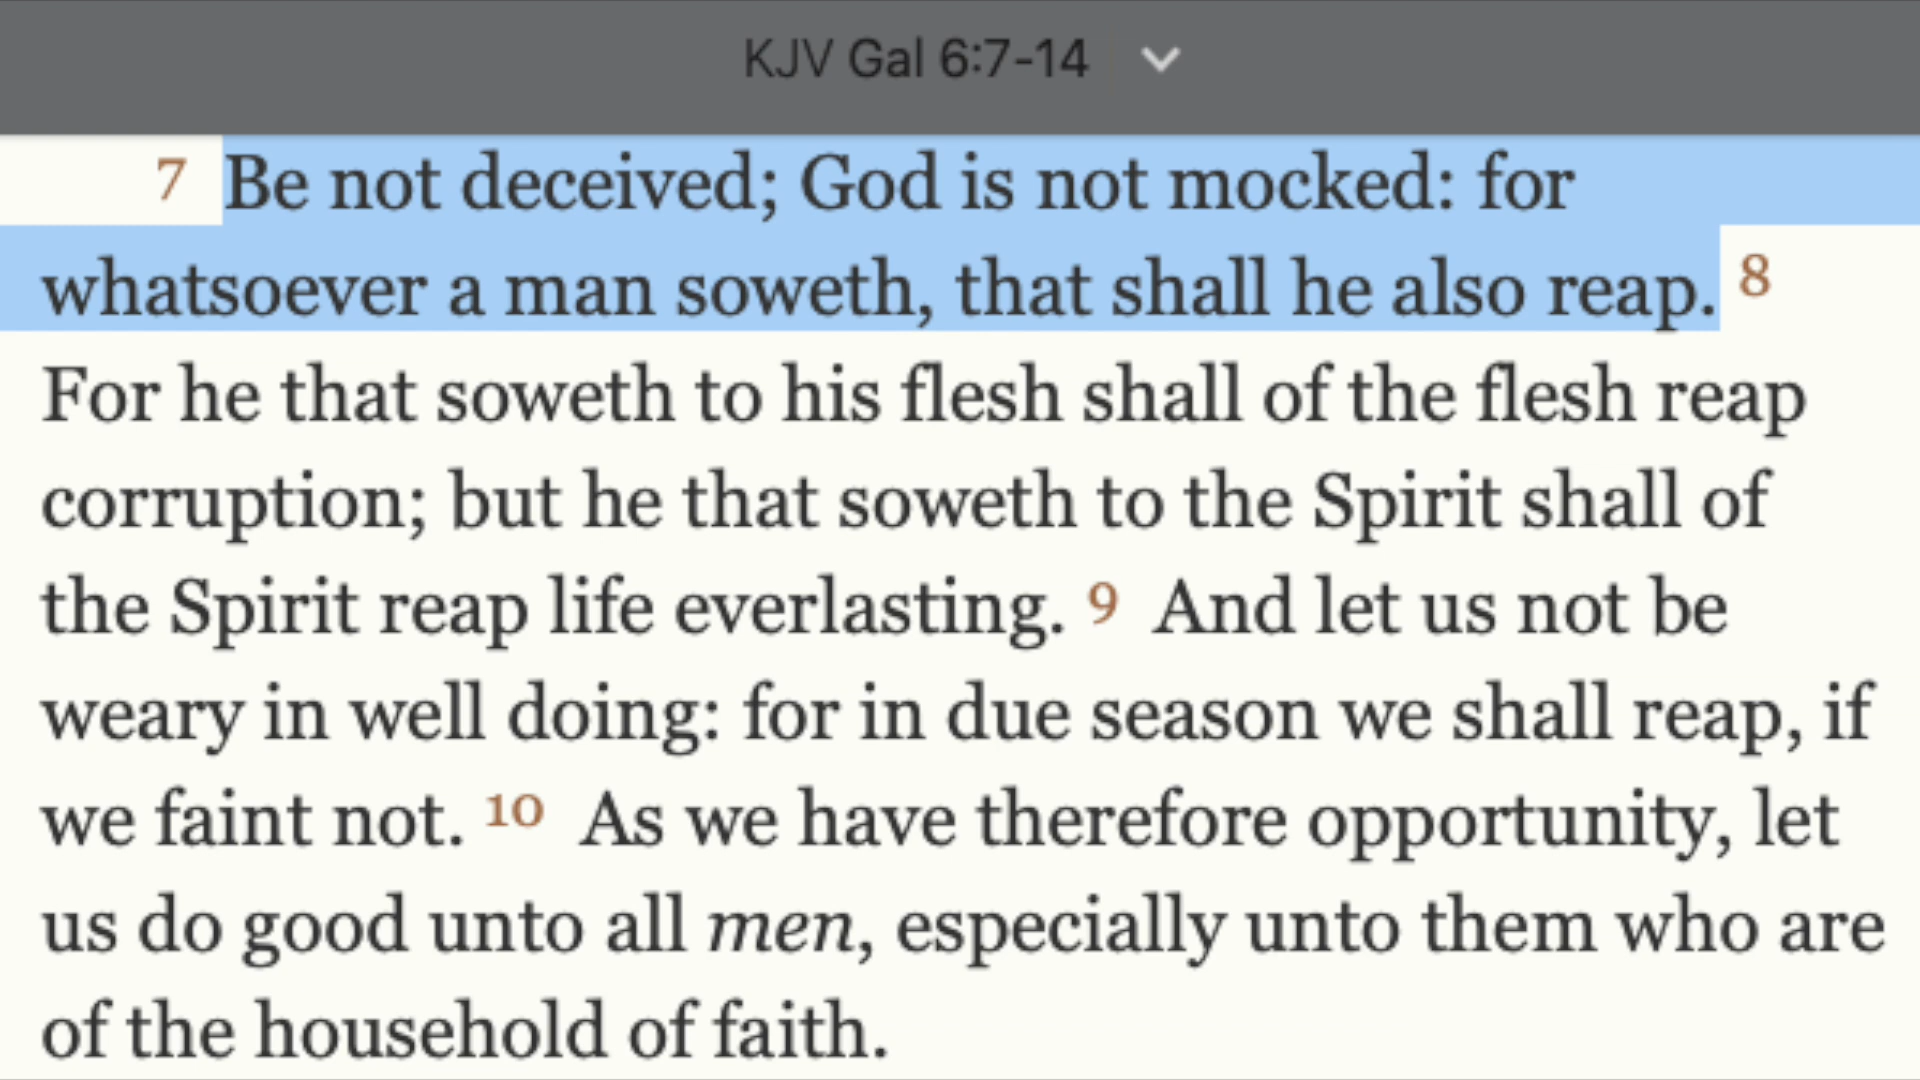 KJV Gal 6:7-14
7 Be not deceived; God is not mocked: for
whatsoever a man soweth, that shall he also reap. 8
For he that soweth to his flesh shall of the flesh reap
corruption; but he that soweth to the Spirit shall of
the Spirit reap life everlasting. 9 And let us not be
weary in well doing: for in due season we shall reap, if
we faint not. 10 As we have therefore opportunity, let
us do good unto all men, especially unto them who are
of the household of faith.